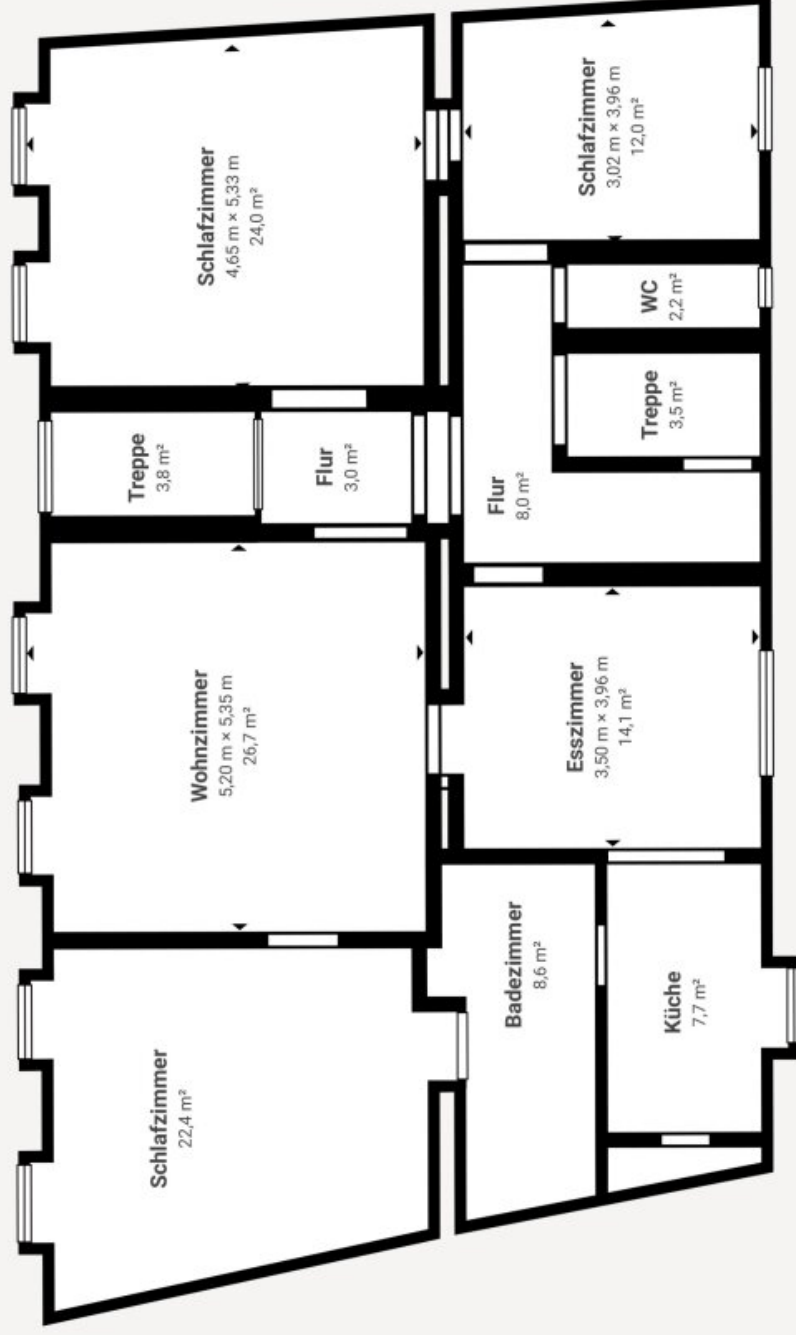 Schlafzimmer
22,4 m²
Wohnzimmer
5,20 m × 5,35 m
26,7 m²
Treppe
3,8 m²
Flur
3,0 m²
Schlafzimmer
4,65 m × 5,33 m
24,0 m²
Badezimmer
8,6 m²
Küche
7,7 m²
Esszimmer
3,50 m × 3,96 m
14,1 m²
Flur
8,0 m²
Treppe
3,5 m²
WC
2,2 m²
Schlafzimmer
3,02 m × 3,96 m
12,0 m²